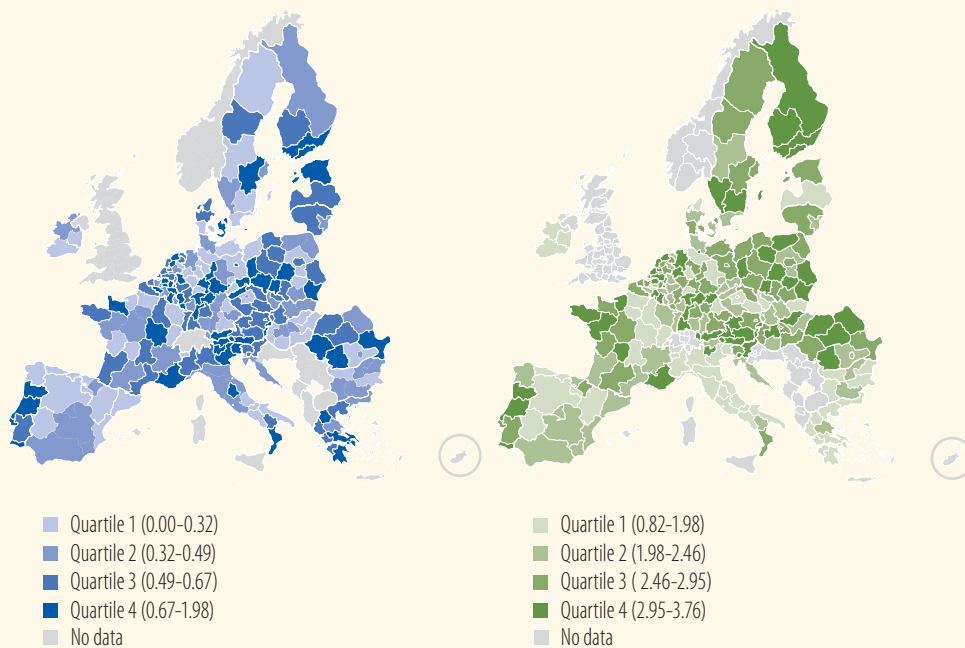 Quartile 1 (0.00-0.32)
Quartile 2 (0.32-0.49)
Quartile 3 (0.49-0.67)
Quartile 4 (0.67-1.98)
No data
Quartile 1 (0.82-1.98)
Quartile 2 (1.98-2.46)
Quartile 3 ( 2.46-2.95)
Quartile 4 (2.95-3.76)
No data